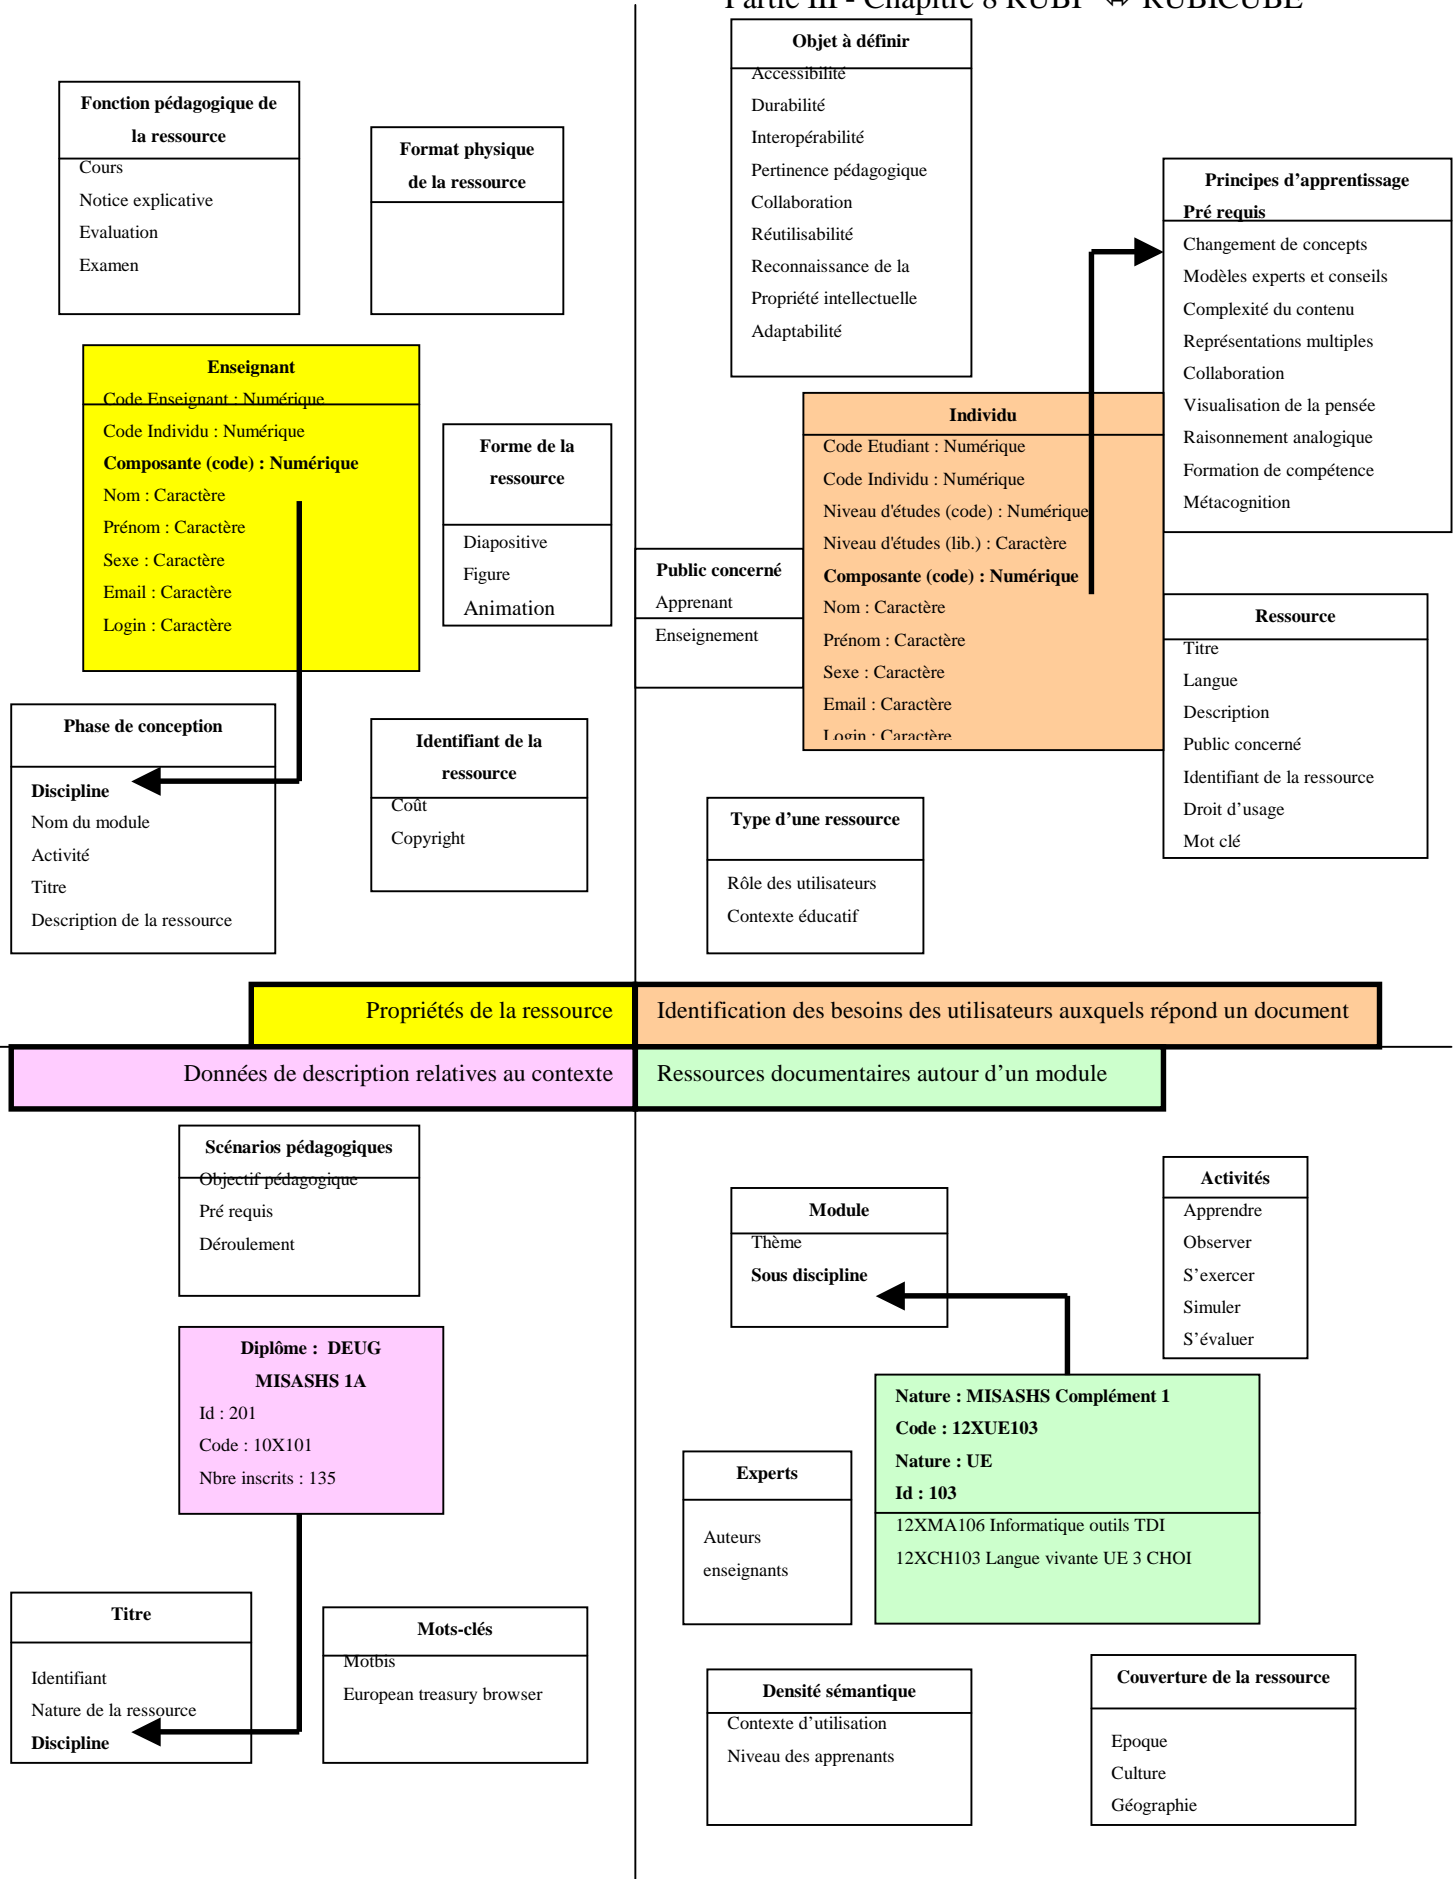 Partie III - Chapitre 8 RUBI ⇔ RUBICUBE
Fonction pédagogique de
la ressource
Cours
Notice explicative
Evaluation
Examen
Format physique
de la ressource
Enseignant
Code Enseignant : Numérique
Code Individu : Numérique
Composante (code) : Numérique
Nom : Caractère
Prénom : Caractère
Sexe : Caractère
Email : Caractère
Login : Caractère
Forme de la
ressource
Diapositive
Figure
Animation
Phase de conception
Discipline
Nom du module
Activité
Titre
Description de la ressource
Identifiant de la
ressource
Coût
Copyright
Objet à définir
Accessibilité
Durabilité
Interopérabilité
Pertinence pédagogique
Collaboration
Réutilisabilité
Reconnaissance de la
Propriété intellectuelle
Adaptabilité
Principes d’apprentissage
Pré requis
Changement de concepts
Modèles experts et conseils
Complexité du contenu
Représentations multiples
Collaboration
Visualisation de la pensée
Raisonnement analogique
Formation de compétence
Métacognition
Individu
Code Etudiant : Numérique
Code Individu : Numérique
Niveau d'études (code) : Numérique
Niveau d'études (lib.) : Caractère
Composante (code) : Numérique
Nom : Caractère
Prénom : Caractère
Sexe : Caractère
Email : Caractère
Login : Caractère
Public concerné
Apprenant
Enseignement
Ressource
Titre
Langue
Description
Public concerné
Identifiant de la ressource
Droit d’usage
Mot clé
Type d’une ressource
Rôle des utilisateurs
Contexte éducatif
Propriétés de la ressource
Identification des besoins des utilisateurs auxquels répond un document
Données de description relatives au contexte
Ressources documentaires autour d’un module
Scénarios pédagogiques
Objectif pédagogique
Pré requis
Déroulement
Diplôme : DEUG
MISASHS 1A
Id : 201
Code : 10X101
Nbre inscrits : 135
Titre
Identifiant
Nature de la ressource
Discipline
Mots-clés
Motbis
European treasury browser
Module
Thème
Sous discipline
Activités
Apprendre
Observer
S’exercer
Simuler
S’évaluer
Nature : MISASHS Complément 1
Code : 12XUE103
Nature : UE
Id : 103
12XMA106 Informatique outils TDI
12XCH103 Langue vivante UE 3 CHOI
Experts
Auteurs
enseignants
Densité sémantique
Contexte d’utilisation
Niveau des apprenants
Couverture de la ressource
Epoque
Culture
Géographie